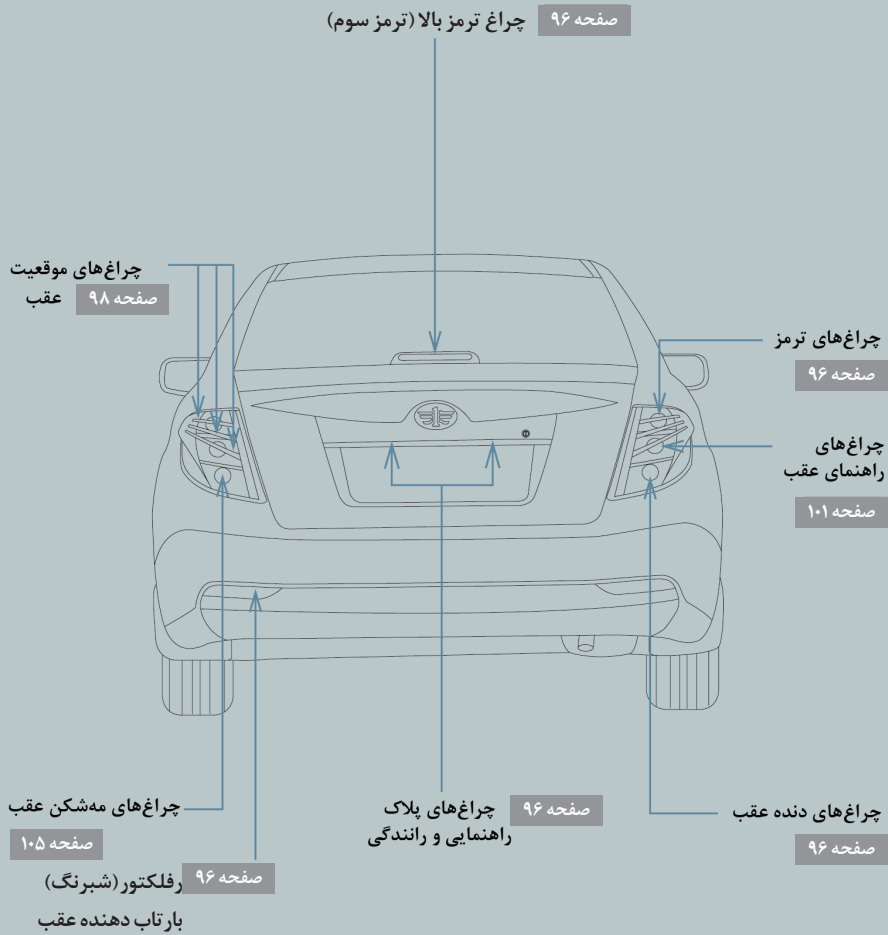 چراغ ترمز بالا (ترمز سوم) صفحه ۹۶
چراغ‌های موقعیت
عقب صفحه ۹۸
چراغ‌های ترمز
صفحه ۹۶
چراغ‌های
راهنمای عقب
صفحه ۱۰۱
چراغ‌های مه‌شکن عقب
صفحه ۱۰۵
رفلکتور (شبرنگ) صفحه ۹۶
بازتاب دهنده عقب
چراغ‌های پلاک صفحه ۹۶
راهنمایی و رانندگی
چراغ‌های دنده عقب
صفحه ۹۶